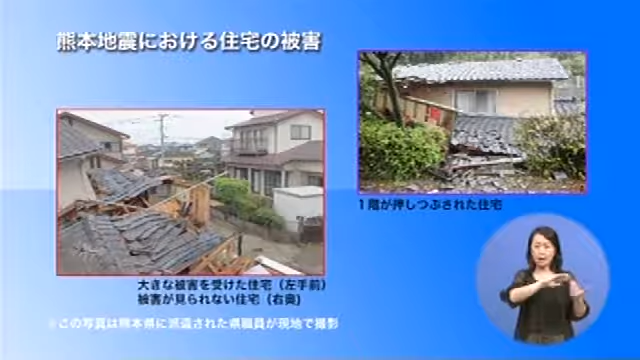 熊本地震における住宅の被害
1階が押しつぶされた住宅
大きな被害を受けた住宅（左手前）
被害が見られない住宅（右奥）
※この写真は熊本県に派遣された県職員が現地で撮影